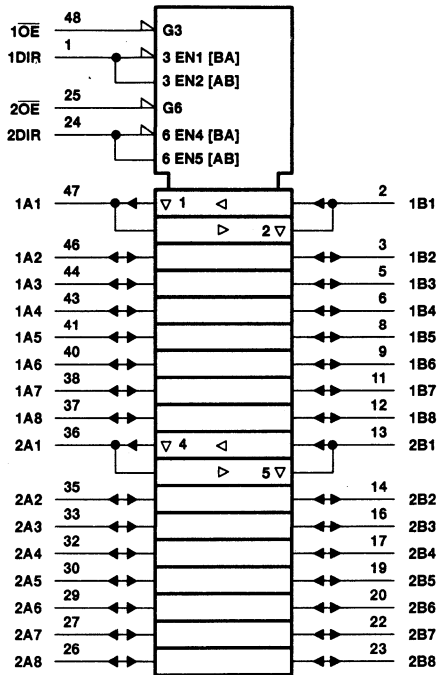 48
1O̅E̅ G3
1
1DIR 3 EN1 [BA]
3 EN2 [AB]
25
2O̅E̅ G6
24
2DIR 6 EN4 [BA]
6 EN5 [AB]
47 2
1A1 ▽ 1 ◁ 1B1
▷ 2 ▽
46 3
1A2 1B2
44 5
1A3 1B3
43 6
1A4 1B4
41 8
1A5 1B5
40 9
1A6 1B6
38 11
1A7 1B7
37 12
1A8 1B8
36 13
2A1 ▽ 4 ◁ 2B1
▷ 5 ▽
35 14
2A2 2B2
33 16
2A3 2B3
32 17
2A4 2B4
30 19
2A5 2B5
29 20
2A6 2B6
27 22
2A7 2B7
26 23
2A8 2B8